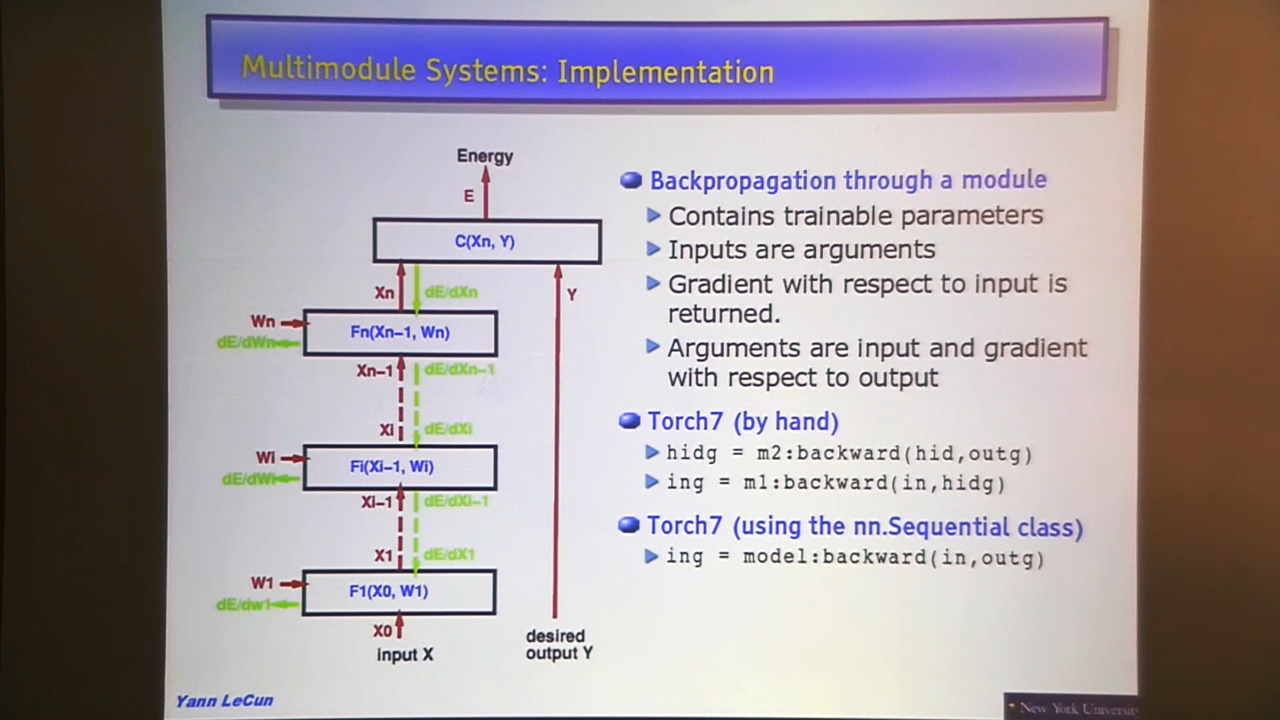 Multimodule Systems: Implementation
Energy
E
C(Xn, Y)
Xn
dE/dXn
Y
Wn
dE/dWn
Fn(Xn–1, Wn)
Xn–1
dE/dXn–1
Xi
dE/dXi
Wi
dE/dWi
Fi(Xi–1, Wi)
Xi–1
dE/dXi–1
X1
dE/dX1
W1
dE/dw1
F1(X0, W1)
X0
input X
desired
output Y
Backpropagation through a module
Contains trainable parameters
Inputs are arguments
Gradient with respect to input is
returned.
Arguments are input and gradient
with respect to output
Torch7 (by hand)
hidg = m2:backward(hid,outg)
ing = m1:backward(in,hidg)
Torch7 (using the nn.Sequential class)
ing = model:backward(in,outg)
Yann LeCun
New York University